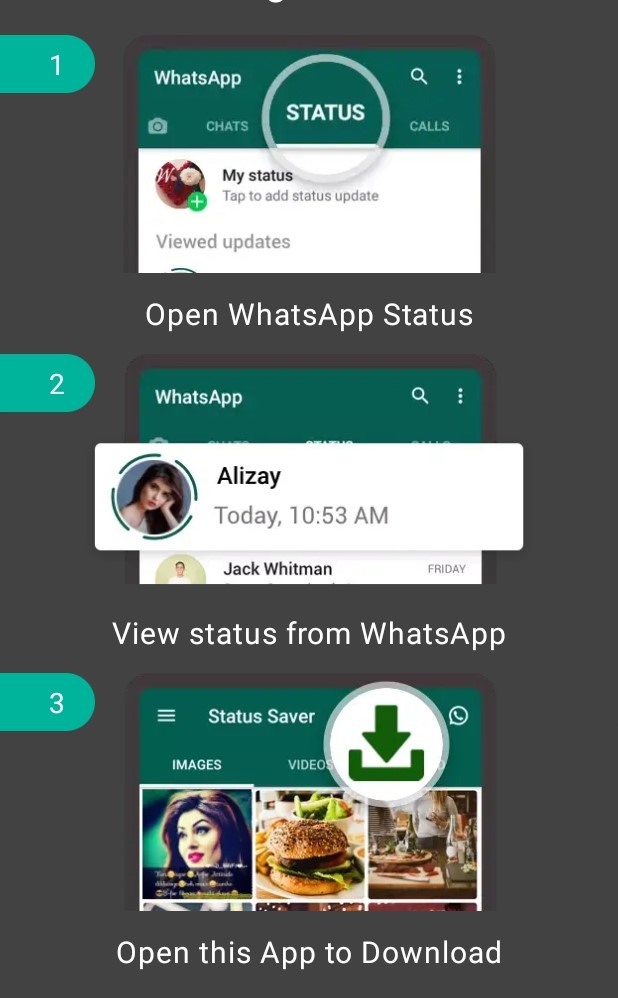 1
WhatsApp
CHATS
STATUS
CALLS
My status
Tap to add status update
Viewed updates
Open WhatsApp Status
2
WhatsApp
STATUS
Alizay
Today, 10:53 AM
Jack Whitman
FRIDAY
View status from WhatsApp
3
Status Saver
IMAGES
VIDEOS
Open this App to Download